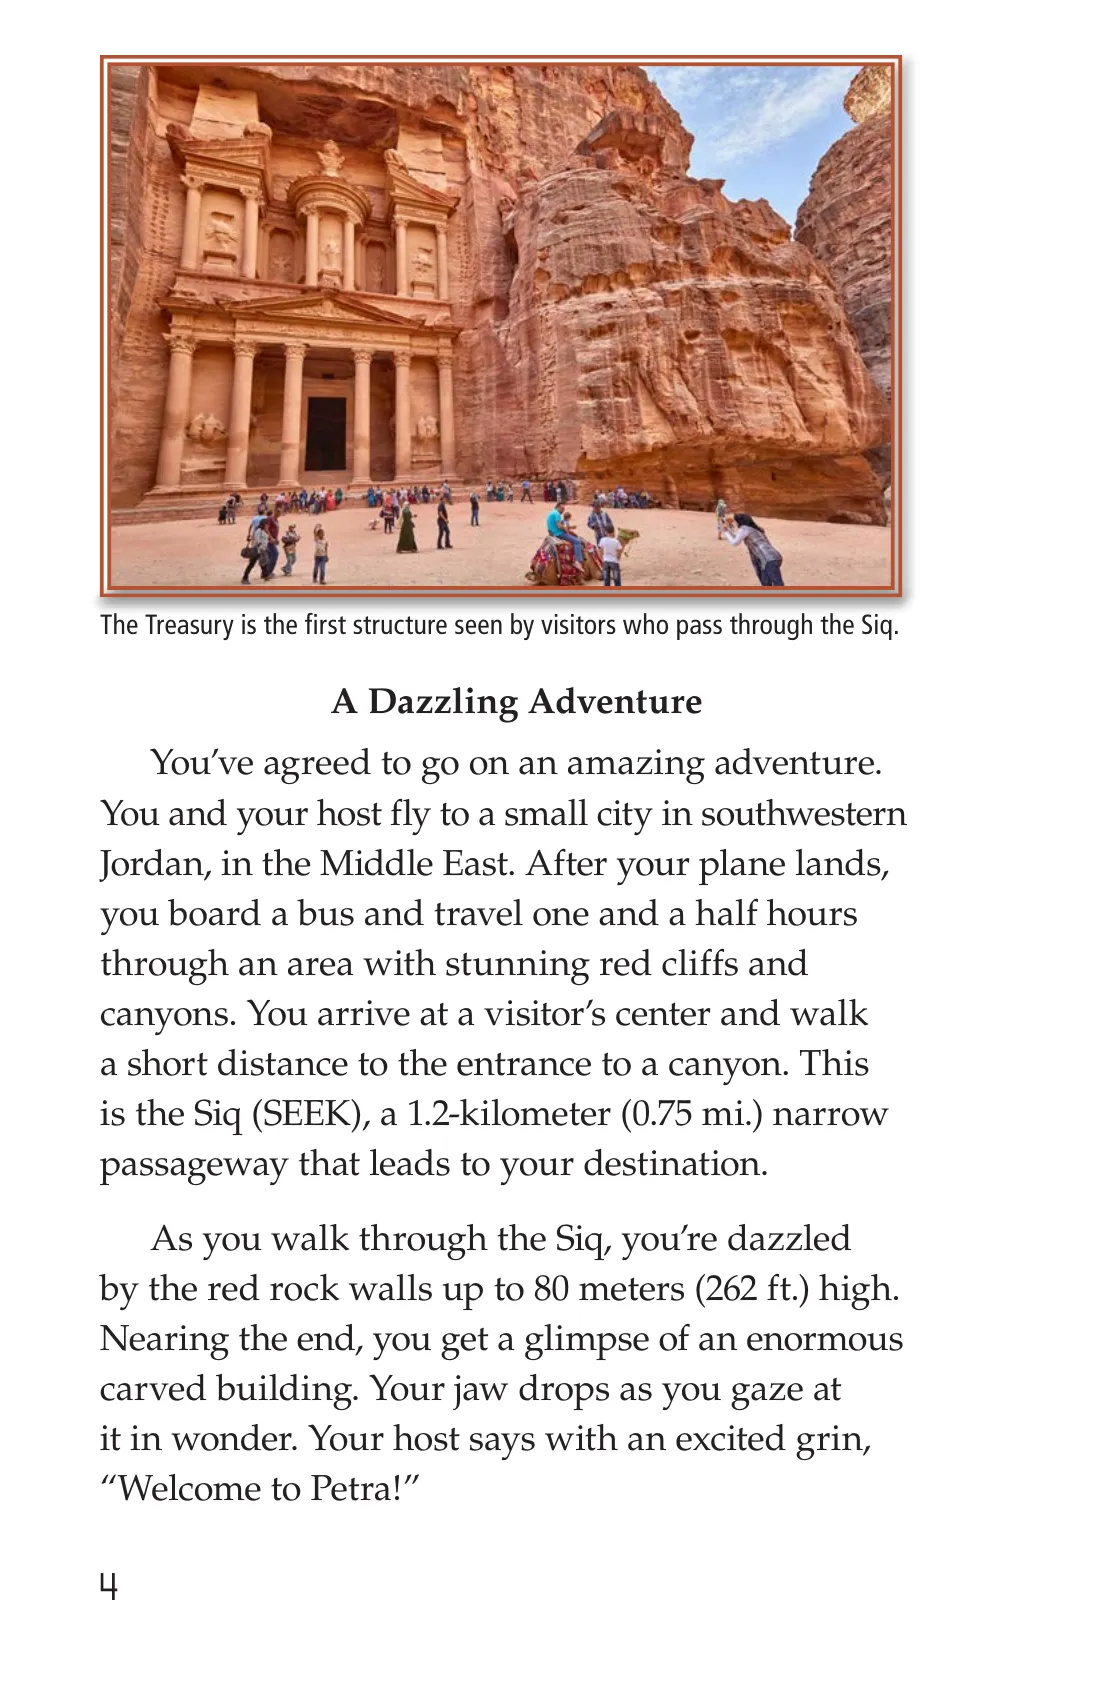 The Treasury is the first structure seen by visitors who pass through the Siq.
A Dazzling Adventure
You’ve agreed to go on an amazing adventure.
You and your host fly to a small city in southwestern
Jordan, in the Middle East. After your plane lands,
you board a bus and travel one and a half hours
through an area with stunning red cliffs and
canyons. You arrive at a visitor’s center and walk
a short distance to the entrance to a canyon. This
is the Siq (SEEK), a 1.2-kilometer (0.75 mi.) narrow
passageway that leads to your destination.
As you walk through the Siq, you’re dazzled
by the red rock walls up to 80 meters (262 ft.) high.
Nearing the end, you get a glimpse of an enormous
carved building. Your jaw drops as you gaze at
it in wonder. Your host says with an excited grin,
“Welcome to Petra!”
4